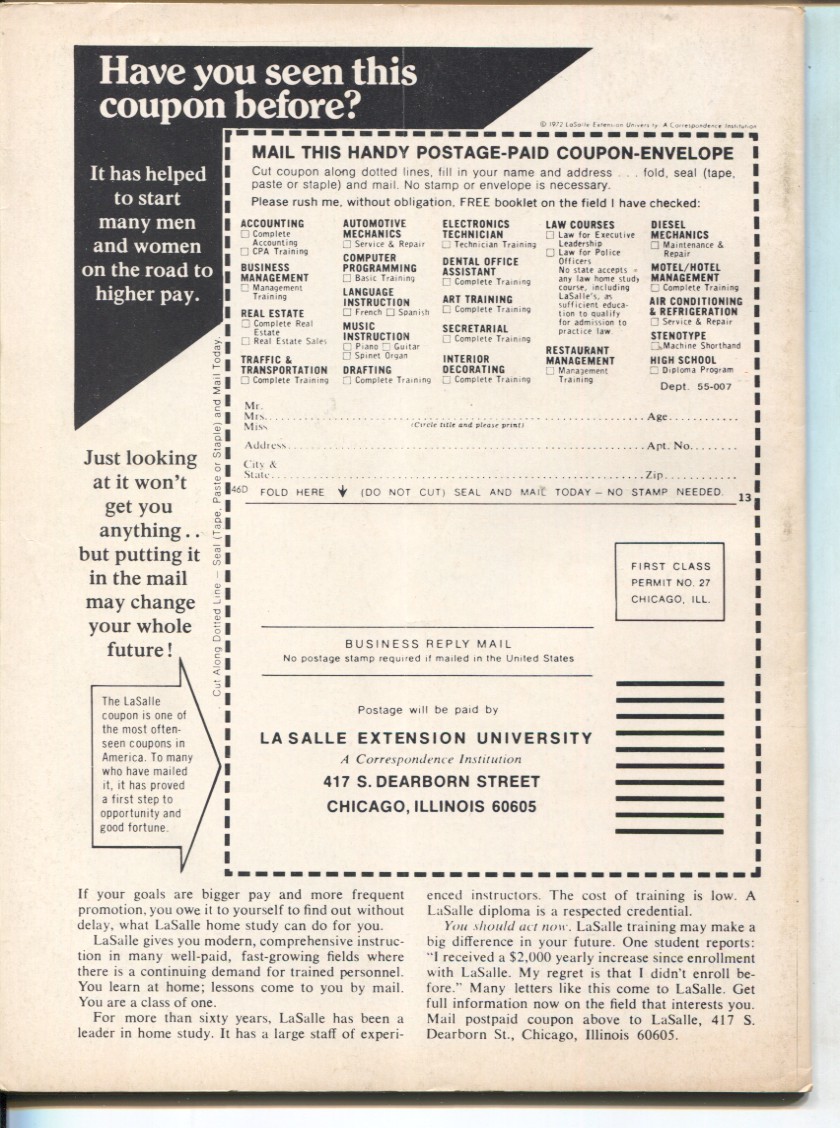 Have you seen this
coupon before?
© 1972 LaSalle Extension University A Correspondence Institution
It has helped
to start
many men
and women
on the road to
higher pay.
Just looking
at it won't
get you
anything . .
but putting it
in the mail
may change
your whole
future!
The LaSalle
coupon is one of
the most often-
seen coupons in
America. To many
who have mailed
it, it has proved
a first step to
opportunity and
good fortune.
Cut Along Dotted Line — Seal (Tape, Paste or Staple) and Mail Today.
MAIL THIS HANDY POSTAGE-PAID COUPON-ENVELOPE
Cut coupon along dotted lines, fill in your name and address . . . fold, seal (tape,
paste or staple) and mail. No stamp or envelope is necessary.
Please rush me, without obligation, FREE booklet on the field I have checked:
ACCOUNTING
☐ Complete
Accounting
☐ CPA Training
BUSINESS
MANAGEMENT
☐ Management
Training
REAL ESTATE
☐ Complete Real
Estate
☐ Real Estate Sales
TRAFFIC &
TRANSPORTATION
☐ Complete Training
AUTOMOTIVE
MECHANICS
☐ Service & Repair
COMPUTER
PROGRAMMING
☐ Basic Training
LANGUAGE
INSTRUCTION
☐ French ☐ Spanish
MUSIC
INSTRUCTION
☐ Piano ☐ Guitar
☐ Spinet Organ
DRAFTING
☐ Complete Training
ELECTRONICS
TECHNICIAN
☐ Technician Training
DENTAL OFFICE
ASSISTANT
☐ Complete Training
ART TRAINING
☐ Complete Training
SECRETARIAL
☐ Complete Training
INTERIOR
DECORATING
☐ Complete Training
LAW COURSES
☐ Law for Executive
Leadership
☐ Law for Police
Officers
No state accepts
any law home study
course, including
LaSalle's, as
sufficient educa-
tion to qualify
for admission to
practice law.
RESTAURANT
MANAGEMENT
☐ Management
Training
DIESEL
MECHANICS
☐ Maintenance &
Repair
MOTEL/HOTEL
MANAGEMENT
☐ Complete Training
AIR CONDITIONING
& REFRIGERATION
☐ Service & Repair
STENOTYPE
☐ Machine Shorthand
HIGH SCHOOL
☐ Diploma Program
Dept. 55-007
Mr.
Mrs. Age
Miss (Circle title and please print)
Address Apt. No.
City &
State Zip
46D FOLD HERE ↓ (DO NOT CUT) SEAL AND MAIL TODAY — NO STAMP NEEDED. 13
FIRST CLASS
PERMIT NO. 27
CHICAGO, ILL.
BUSINESS REPLY MAIL
No postage stamp required if mailed in the United States
Postage will be paid by
LA SALLE EXTENSION UNIVERSITY
A Correspondence Institution
417 S. DEARBORN STREET
CHICAGO, ILLINOIS 60605
If your goals are bigger pay and more frequent
promotion, you owe it to yourself to find out without
delay, what LaSalle home study can do for you.
LaSalle gives you modern, comprehensive instruc-
tion in many well-paid, fast-growing fields where
there is a continuing demand for trained personnel.
You learn at home; lessons come to you by mail.
You are a class of one.
For more than sixty years, LaSalle has been a
leader in home study. It has a large staff of experi-
enced instructors. The cost of training is low. A
LaSalle diploma is a respected credential.
You should act now. LaSalle training may make a
big difference in your future. One student reports:
"I received a $2,000 yearly increase since enrollment
with LaSalle. My regret is that I didn't enroll be-
fore." Many letters like this come to LaSalle. Get
full information now on the field that interests you.
Mail postpaid coupon above to LaSalle, 417 S.
Dearborn St., Chicago, Illinois 60605.